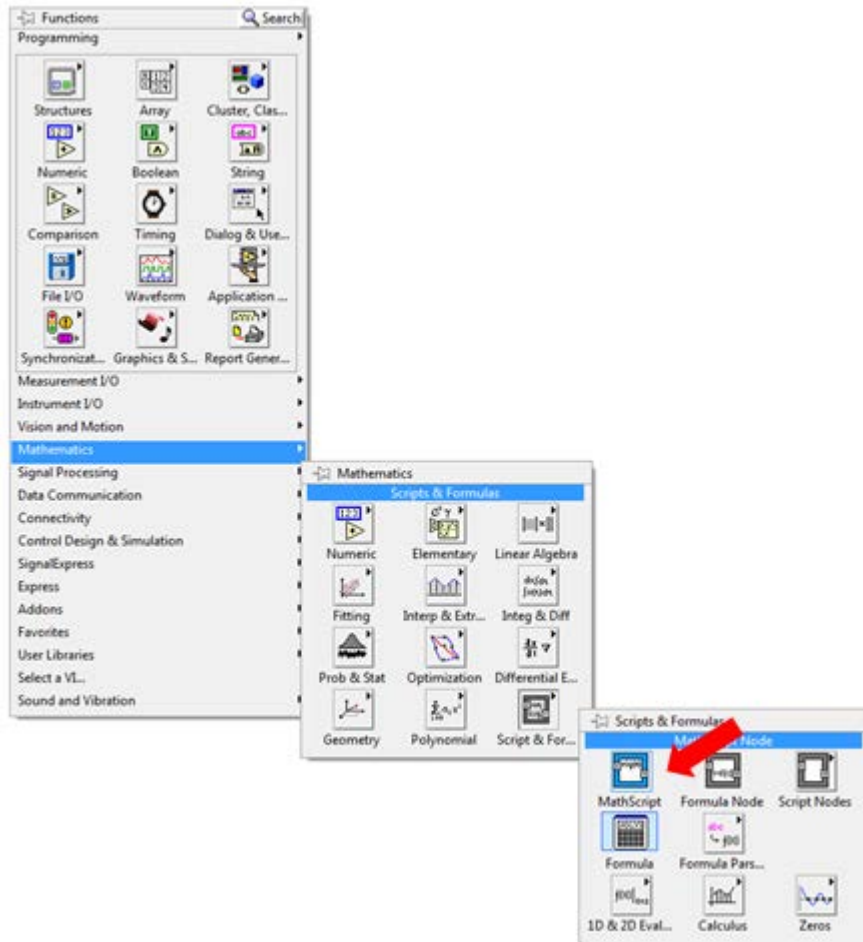 Functions Search
Programming
Structures Array Cluster, Clas...
Numeric Boolean String
Comparison Timing Dialog & Use...
File I/O Waveform Application ...
Synchronizat... Graphics & S... Report Gener...
Measurement I/O
Instrument I/O
Vision and Motion
Mathematics
Signal Processing
Data Communication
Connectivity
Control Design & Simulation
SignalExpress
Express
Addons
Favorites
User Libraries
Select a VI...
Sound and Vibration
Mathematics
Scripts & Formulas
Numeric Elementary Linear Algebra
Fitting Interp & Extr... Integ & Diff
Prob & Stat Optimization Differential E...
Geometry Polynomial Script & For...
Scripts & Formulas
Node
MathScript Formula Node Script Nodes
Formula Formula Pars...
1D & 2D Eval... Calculus Zeros